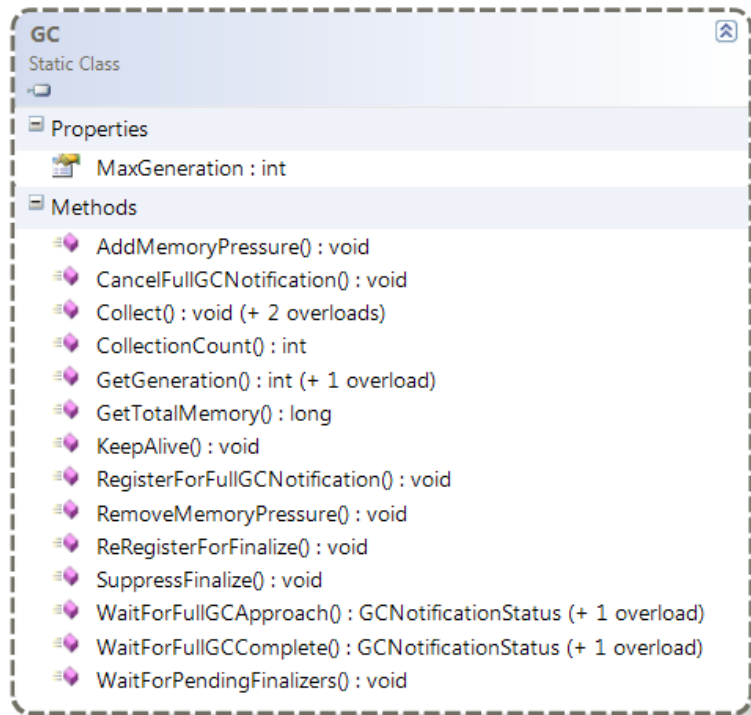 GC
Static Class
Properties
MaxGeneration : int
Methods
AddMemoryPressure() : void
CancelFullGCNotification() : void
Collect() : void (+ 2 overloads)
CollectionCount() : int
GetGeneration() : int (+ 1 overload)
GetTotalMemory() : long
KeepAlive() : void
RegisterForFullGCNotification() : void
RemoveMemoryPressure() : void
ReRegisterForFinalize() : void
SuppressFinalize() : void
WaitForFullGCApproach() : GCNotificationStatus (+ 1 overload)
WaitForFullGCComplete() : GCNotificationStatus (+ 1 overload)
WaitForPendingFinalizers() : void